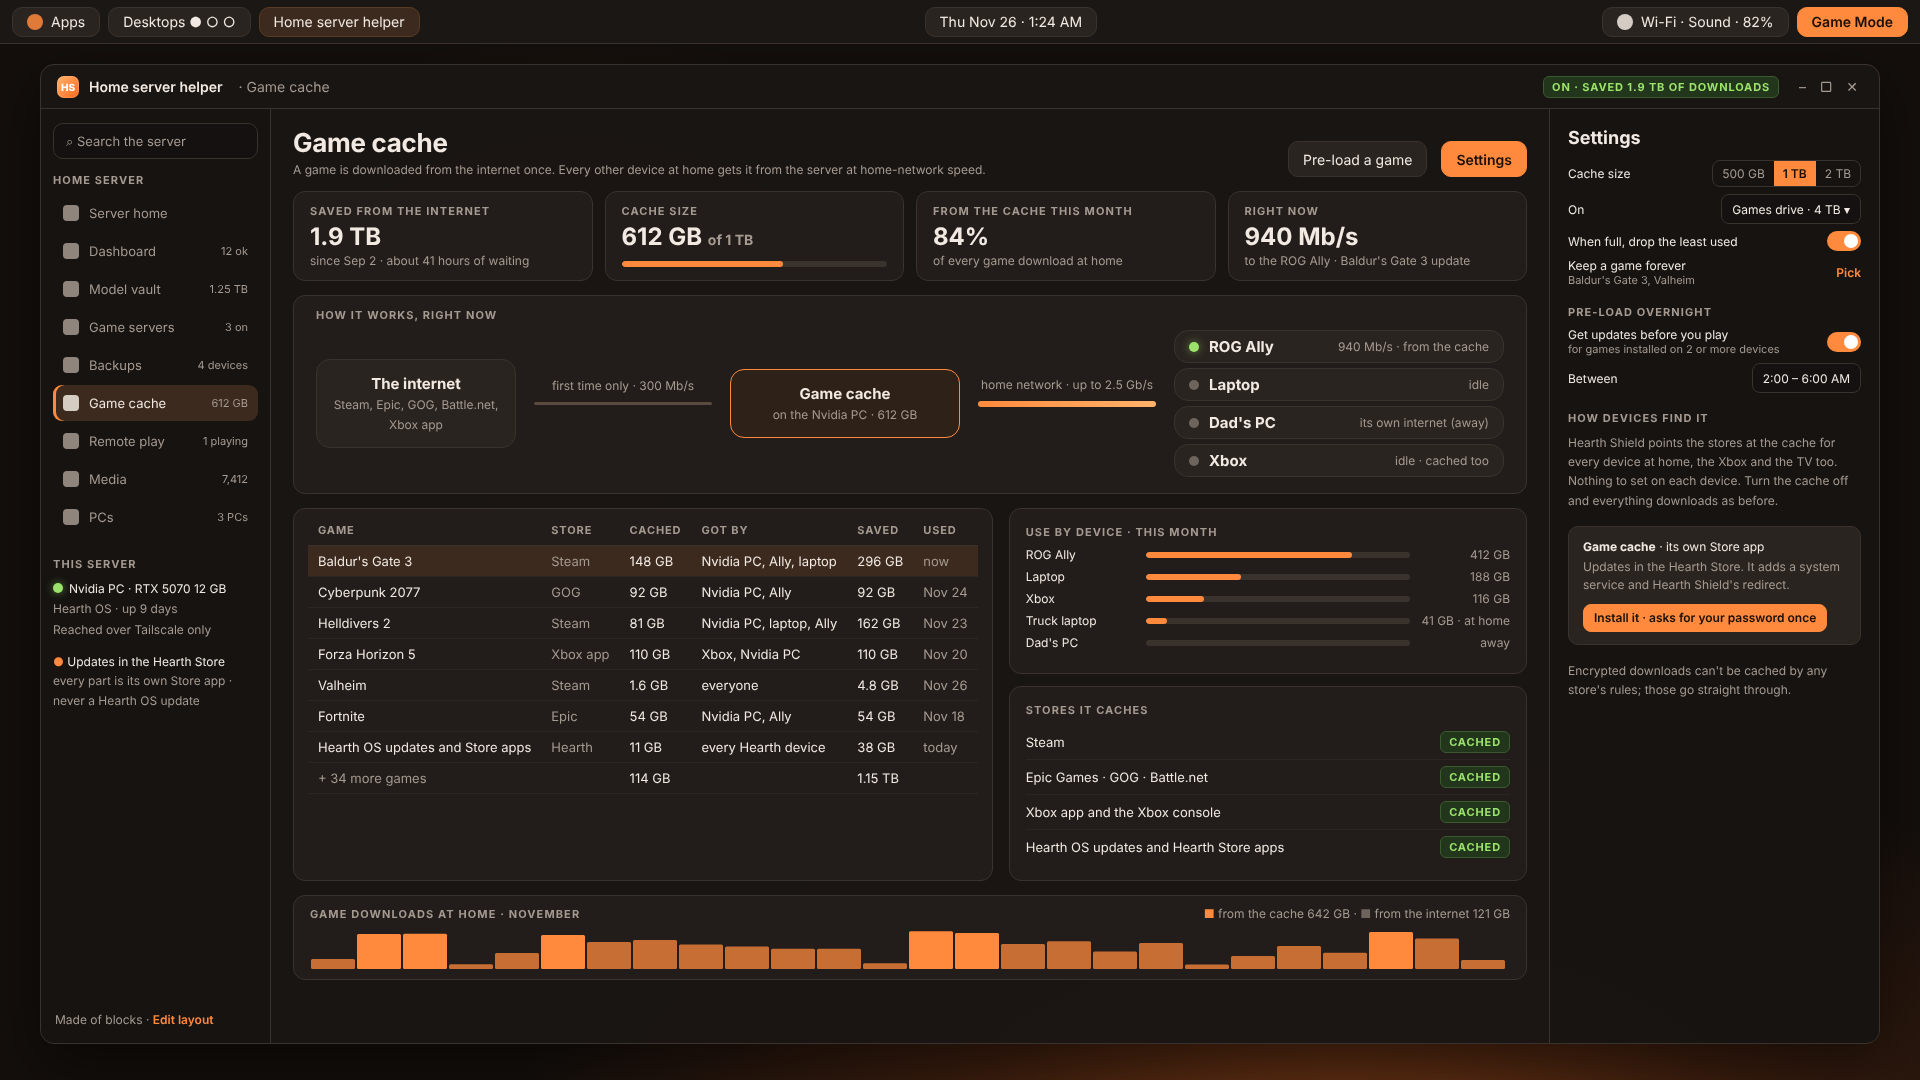 Apps
Desktops
Home server helper
Thu Nov 26 · 1:24 AM
Wi-Fi · Sound · 82%
Game Mode
HS
Home server helper · Game cache
ON · SAVED 1.9 TB OF DOWNLOADS
Search the server
HOME SERVER
Server home
Dashboard 12 ok
Model vault 1.25 TB
Game servers 3 on
Backups 4 devices
Game cache 612 GB
Remote play 1 playing
Media 7,412
PCs 3 PCs
THIS SERVER
Nvidia PC · RTX 5070 12 GB
Hearth OS · up 9 days
Reached over Tailscale only
Updates in the Hearth Store
every part is its own Store app ·
never a Hearth OS update
Made of blocks · Edit layout
Game cache
A game is downloaded from the internet once. Every other device at home gets it from the server at home-network speed.
Pre-load a game
Settings
SAVED FROM THE INTERNET
1.9 TB
since Sep 2 · about 41 hours of waiting
CACHE SIZE
612 GB of 1 TB
FROM THE CACHE THIS MONTH
84%
of every game download at home
RIGHT NOW
940 Mb/s
to the ROG Ally · Baldur's Gate 3 update
HOW IT WORKS, RIGHT NOW
The internet
Steam, Epic, GOG, Battle.net,
Xbox app
first time only · 300 Mb/s
Game cache
on the Nvidia PC · 612 GB
home network · up to 2.5 Gb/s
ROG Ally 940 Mb/s · from the cache
Laptop idle
Dad's PC its own internet (away)
Xbox idle · cached too
GAME STORE CACHED GOT BY SAVED USED
Baldur's Gate 3 Steam 148 GB Nvidia PC, Ally, laptop 296 GB now
Cyberpunk 2077 GOG 92 GB Nvidia PC, Ally 92 GB Nov 24
Helldivers 2 Steam 81 GB Nvidia PC, laptop, Ally 162 GB Nov 23
Forza Horizon 5 Xbox app 110 GB Xbox, Nvidia PC 110 GB Nov 20
Valheim Steam 1.6 GB everyone 4.8 GB Nov 26
Fortnite Epic 54 GB Nvidia PC, Ally 54 GB Nov 18
Hearth OS updates and Store apps Hearth 11 GB every Hearth device 38 GB today
+ 34 more games 114 GB 1.15 TB
USE BY DEVICE · THIS MONTH
ROG Ally 412 GB
Laptop 188 GB
Xbox 116 GB
Truck laptop 41 GB · at home
Dad's PC away
STORES IT CACHES
Steam CACHED
Epic Games · GOG · Battle.net CACHED
Xbox app and the Xbox console CACHED
Hearth OS updates and Hearth Store apps CACHED
GAME DOWNLOADS AT HOME · NOVEMBER
from the cache 642 GB · from the internet 121 GB
Settings
Cache size 500 GB 1 TB 2 TB
On Games drive · 4 TB ▾
When full, drop the least used
Keep a game forever
Baldur's Gate 3, Valheim
Pick
PRE-LOAD OVERNIGHT
Get updates before you play
for games installed on 2 or more devices
Between 2:00 – 6:00 AM
HOW DEVICES FIND IT
Hearth Shield points the stores at the cache for
every device at home, the Xbox and the TV too.
Nothing to set on each device. Turn the cache off
and everything downloads as before.
Game cache · its own Store app
Updates in the Hearth Store. It adds a system
service and Hearth Shield's redirect.
Install it · asks for your password once
Encrypted downloads can't be cached by any
store's rules; those go straight through.